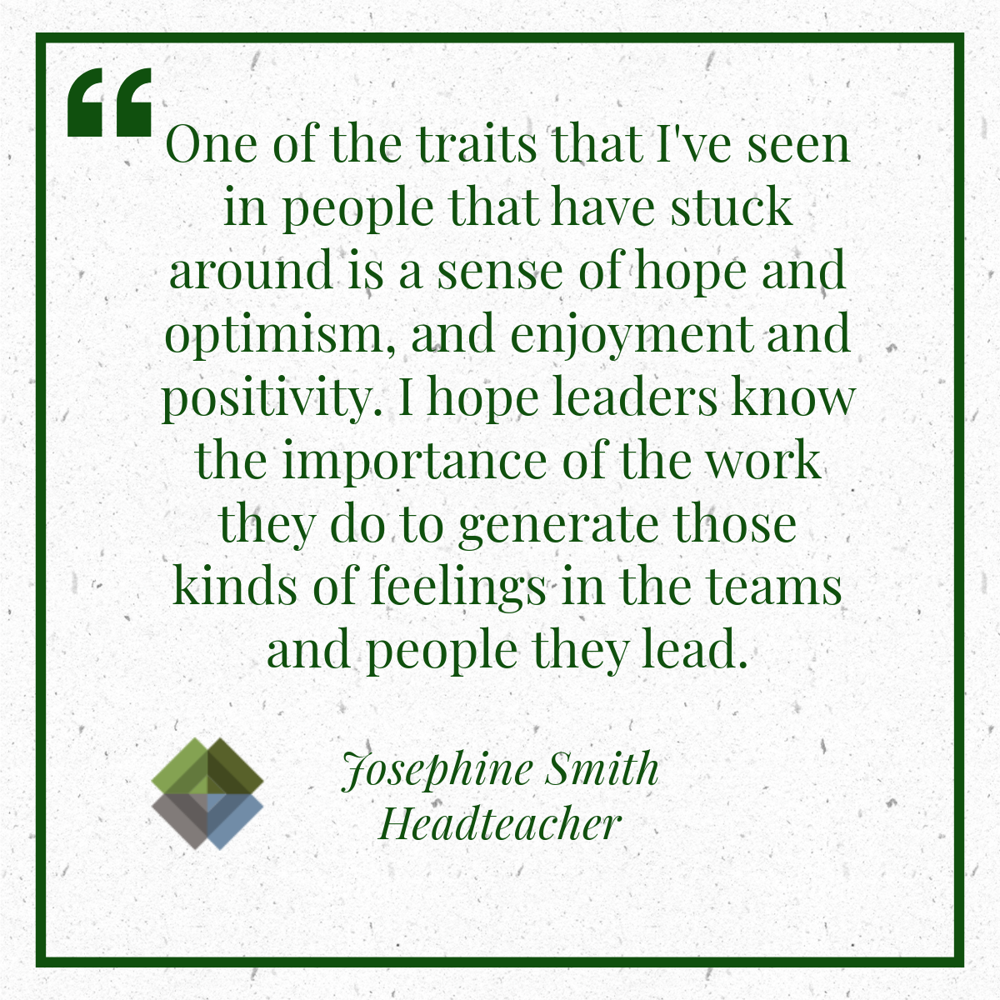 “
One of the traits that I've seen
in people that have stuck
around is a sense of hope and
optimism, and enjoyment and
positivity. I hope leaders know
the importance of the work
they do to generate those
kinds of feelings in the teams
and people they lead.
Josephine Smith
Headteacher